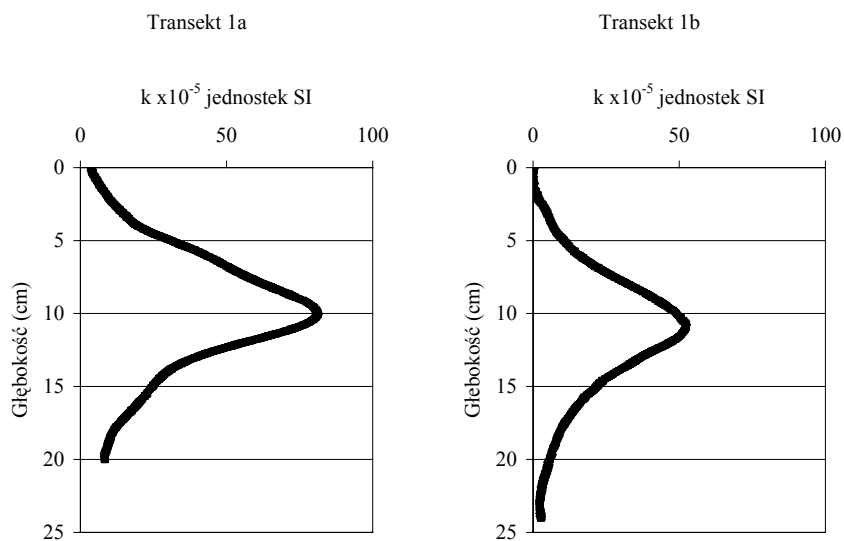 Transekt 1a
k x10⁻⁵ jednostek SI
0 50 100
0
5
10
15
20
25
Głębokość (cm)
Transekt 1b
k x10⁻⁵ jednostek SI
0 50 100
0
5
10
15
20
25
Głebokość (cm)